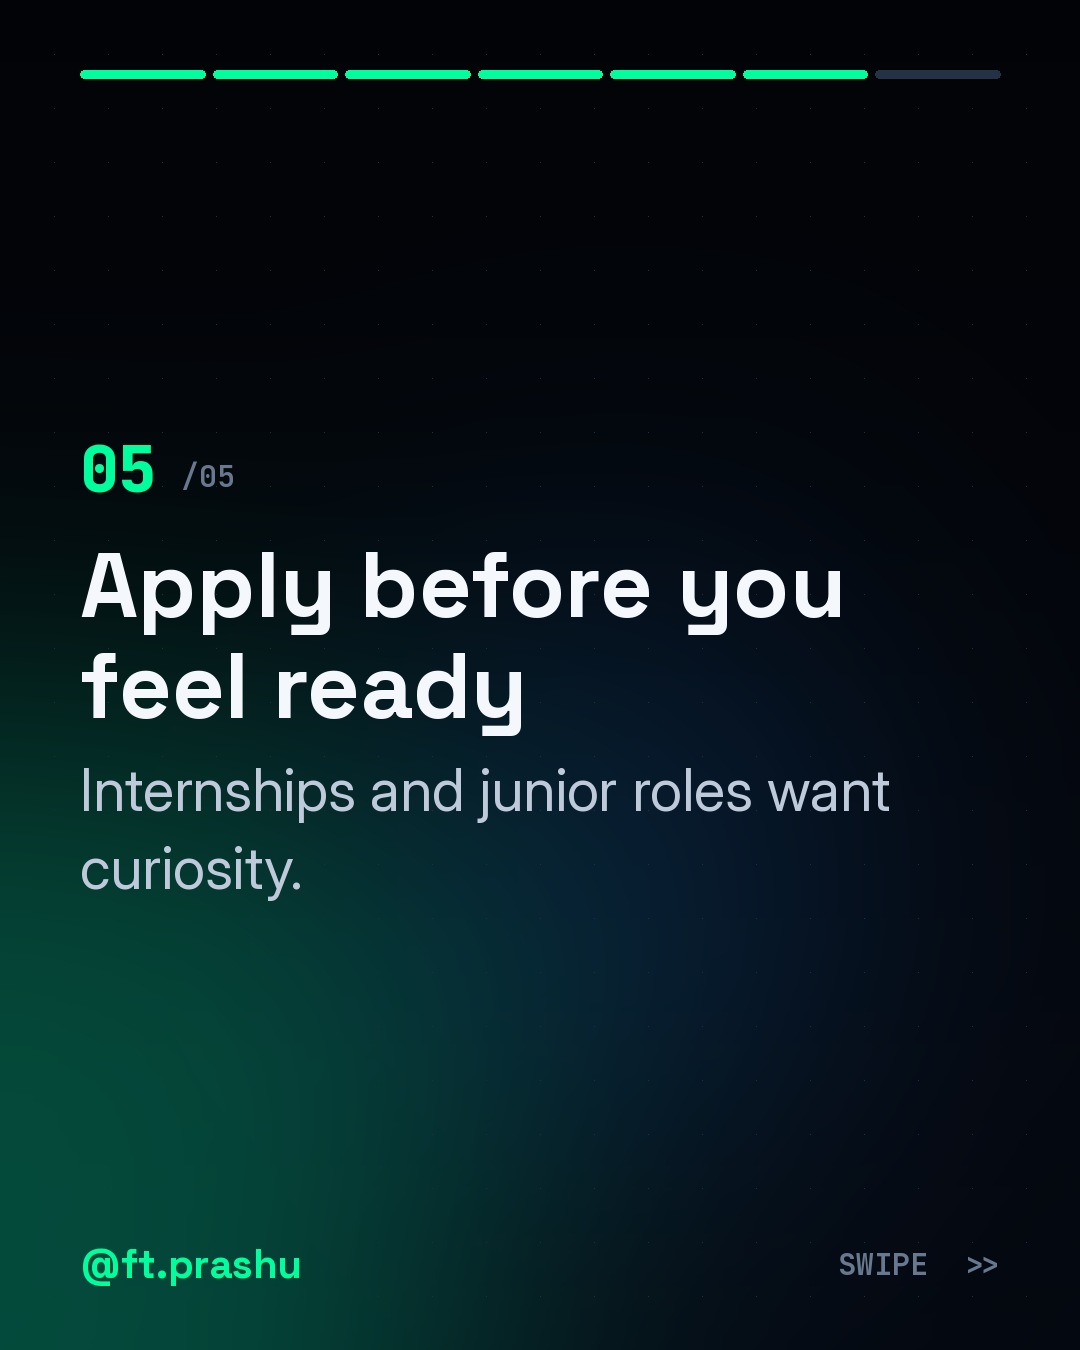 05 /05
Apply before you
feel ready
Internships and junior roles want
curiosity.
@ft.prashu
SWIPE >>